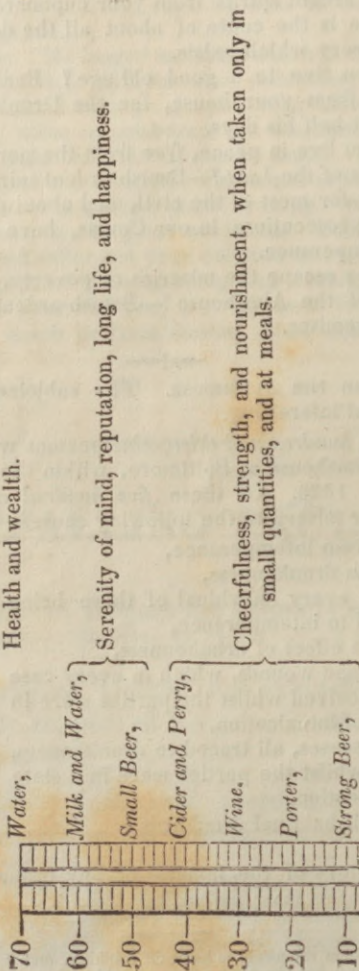 70 Water, Health and wealth.
60 Milk and Water, Serenity of mind, reputation, long life, and happiness.
50 Small Beer,
40 Cider and Perry,
30 Wine. Cheerfulness, strength, and nourishment, when taken only in
small quantities, and at meals.
20 Porter,
10 Strong Beer,